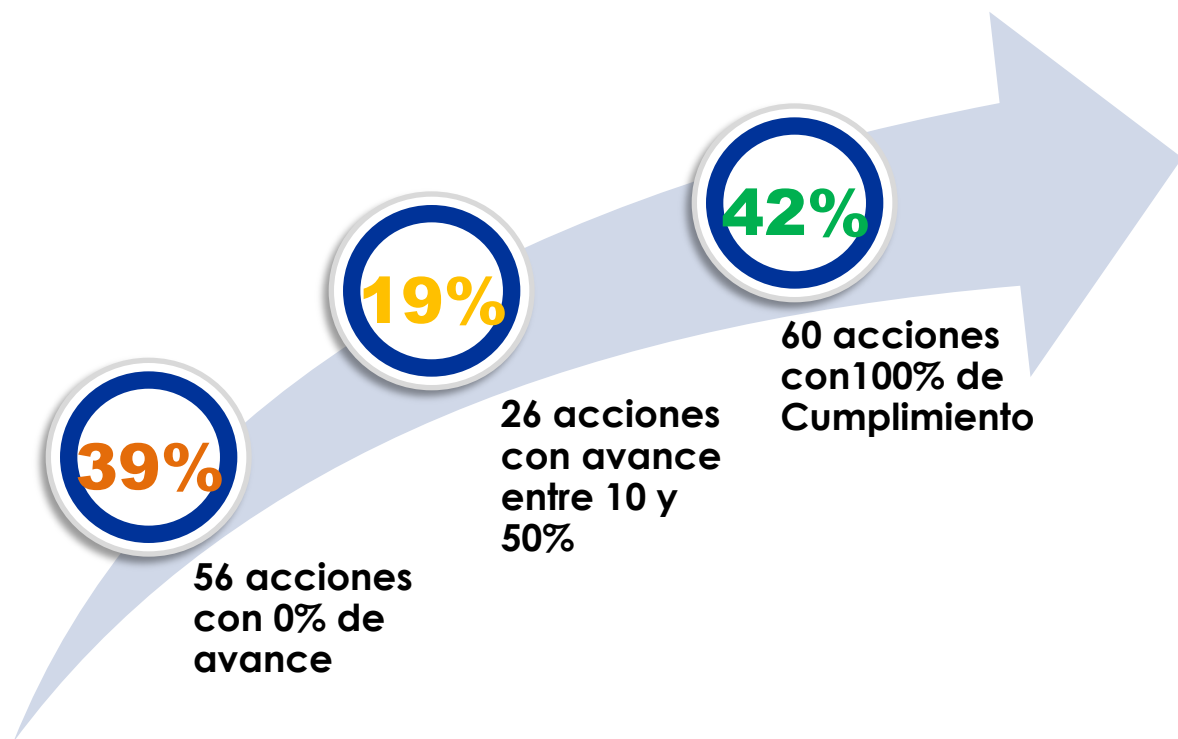 39%
56 acciones
con 0% de
avance
19%
26 acciones
con avance
entre 10 y
50%
42%
60 acciones
con100% de
Cumplimiento